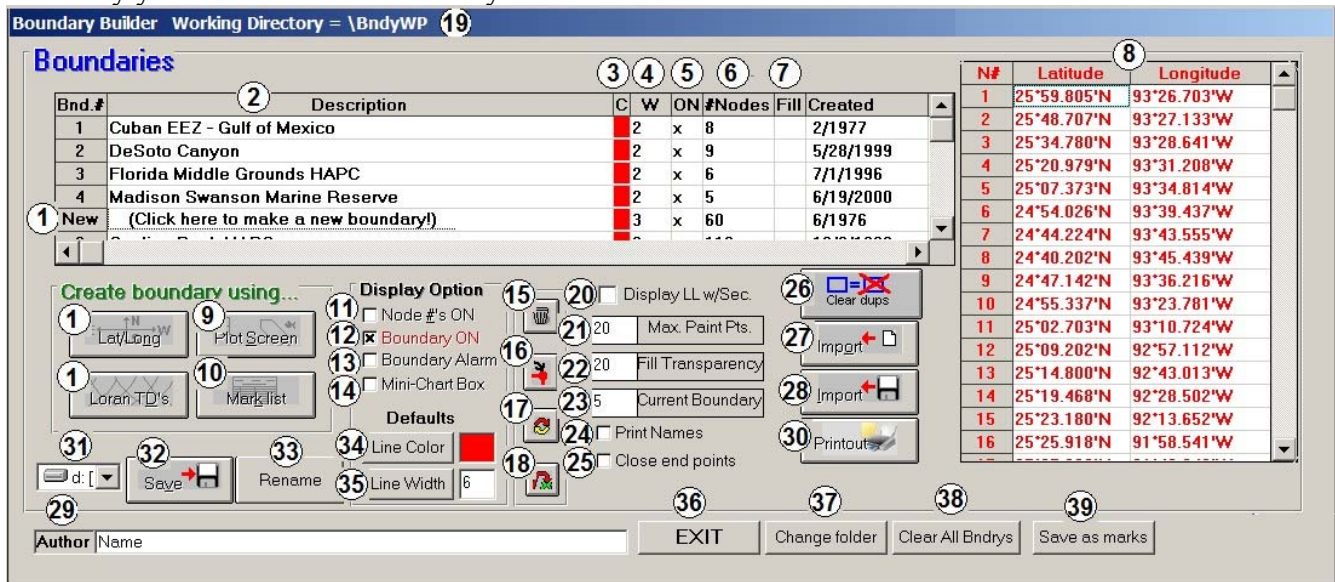 Boundary Builder Working Directory = \BndyWP 19
Boundaries
3 4 5 6 7
8
N# Latitude Longitude
Bnd.# 2 Description C W ON #Nodes Fill Created
1 Cuban EEZ - Gulf of Mexico 2 x 8 2/1977
2 DeSoto Canyon 2 x 9 5/28/1999
3 Florida Middle Grounds HAPC 2 x 6 7/1/1996
4 Madison Swanson Marine Reserve 2 x 5 6/19/2000
1 New (Click here to make a new boundary!) 3 x 60 6/1976
1 25°59.805'N 93°26.703'W
2 25°48.707'N 93°27.133'W
3 25°34.780'N 93°28.641'W
4 25°20.979'N 93°31.208'W
5 25°07.373'N 93°34.814'W
6 24°54.026'N 93°39.437'W
7 24°44.224'N 93°43.555'W
8 24°40.202'N 93°45.439'W
9 24°47.142'N 93°36.216'W
10 24°55.337'N 93°23.781'W
11 25°02.703'N 93°10.724'W
12 25°09.202'N 92°57.112'W
13 25°14.800'N 92°43.013'W
14 25°19.468'N 92°28.502'W
15 25°23.180'N 92°13.652'W
16 25°25.918'N 91°58.541'W
Create boundary using...
1 N W Lat/Long
9 Plot Screen
1 Loran TD's
10 Mark list
Display Option
11 Node #'s ON
12 Boundary ON
13 Boundary Alarm
14 Mini-Chart Box
Defaults
34 Line Color
35 Line Width 6
15
16
17
18
20 Display LL w/Sec.
21 20 Max. Paint Pts.
22 20 Fill Transparency
23 5 Current Boundary
24 Print Names
25 Close end points
26 Clear dups
27 Import
28 Import
30 Printout
31 d: [
32 Save
33 Rename
29
Author Name
36 EXIT
37 Change folder
38 Clear All Bndrys
39 Save as marks